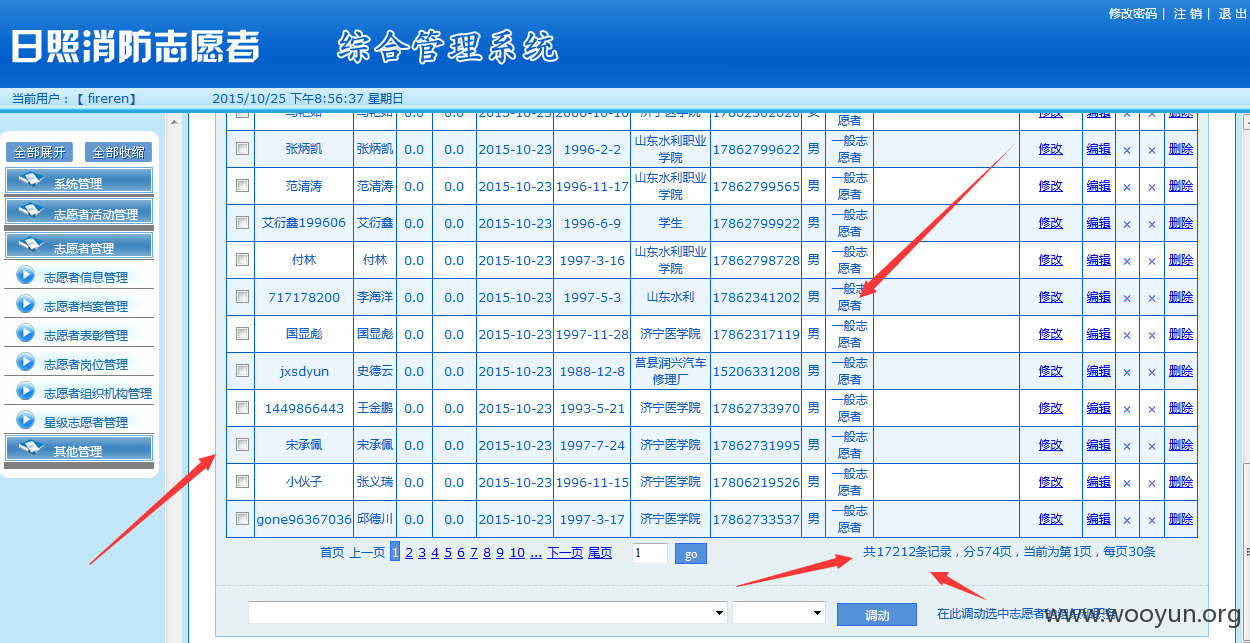 修改密码 | 注 销 | 退 出
日照消防志愿者 综合管理系统
当前用户：【 fireren】 2015/10/25 下午8:56:37 星期日
全部展开 全部收缩
系统管理
志愿者活动管理
志愿者管理
志愿者信息管理
志愿者档案管理
志愿者表彰管理
志愿者岗位管理
志愿者组织机构管理
星级志愿者管理
其他管理
愿者
张炳凯 张炳凯 0.0 0.0 2015-10-23 1996-2-2 山东水利职业学院 17862799622 男 一般志愿者 修改 编辑 × × 删除
范清涛 范清涛 0.0 0.0 2015-10-23 1996-11-17 山东水利职业学院 17862799565 男 一般志愿者 修改 编辑 × × 删除
艾衍鑫199606 艾衍鑫 0.0 0.0 2015-10-23 1996-6-9 学生 17862799922 男 一般志愿者 修改 编辑 × × 删除
付林 付林 0.0 0.0 2015-10-23 1997-3-16 山东水利职业学院 17862798728 男 一般志愿者 修改 编辑 × × 删除
717178200 李海洋 0.0 0.0 2015-10-23 1997-5-3 山东水利 17862341202 男 一般志愿者 修改 编辑 × × 删除
国显彪 国显彪 0.0 0.0 2015-10-23 1997-11-28 济宁医学院 17862317119 男 一般志愿者 修改 编辑 × × 删除
jxsdyun 史德云 0.0 0.0 2015-10-23 1988-12-8 莒县润兴汽车修理厂 15206331208 男 一般志愿者 修改 编辑 × × 删除
1449866443 王金鹏 0.0 0.0 2015-10-23 1993-5-21 济宁医学院 17862733970 男 一般志愿者 修改 编辑 × × 删除
宋承佩 宋承佩 0.0 0.0 2015-10-23 1997-7-24 济宁医学院 17862731995 男 一般志愿者 修改 编辑 × × 删除
小伙子 张义瑞 0.0 0.0 2015-10-23 1996-11-15 济宁医学院 17806219526 男 一般志愿者 修改 编辑 × × 删除
gone96367036 邱德川 0.0 0.0 2015-10-23 1997-3-17 济宁医学院 17862733537 男 一般志愿者 修改 编辑 × × 删除
首页 上一页 1 2 3 4 5 6 7 8 9 10 ... 下一页 尾页 1 go 共17212条记录，分574页，当前为第1页，每页30条
调动 在此调动选中志愿者的
www.wooyun.org